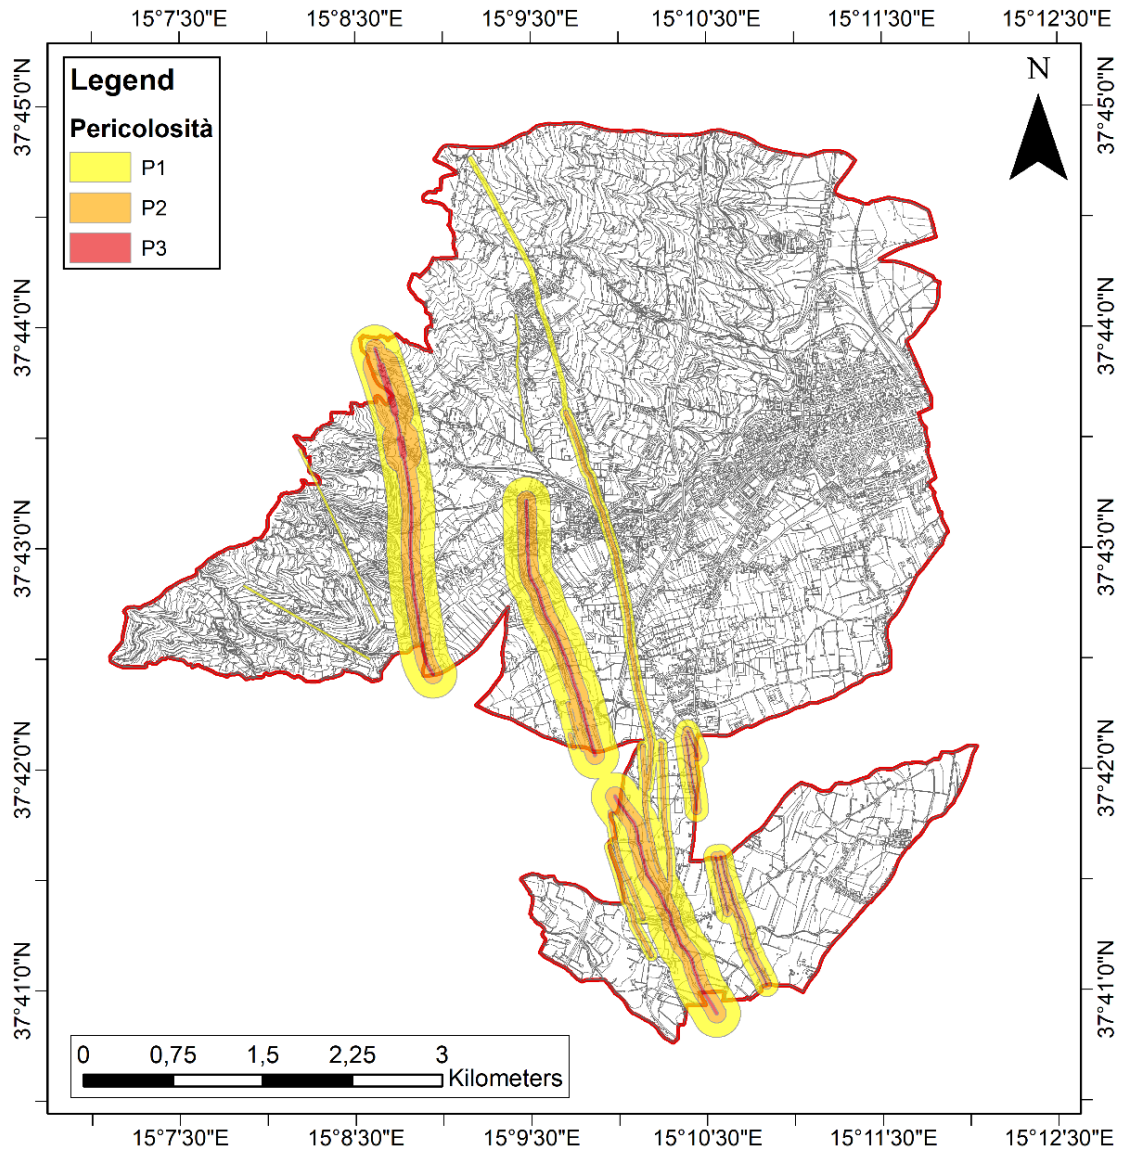 15°7'30"E 15°8'30"E 15°9'30"E 15°10'30"E 15°11'30"E 15°12'30"E
Legend
Pericolosità
P1
P2
P3
N
37°45'0"N 37°45'0"N
37°44'0"N 37°44'0"N
37°43'0"N 37°43'0"N
37°42'0"N 37°42'0"N
37°41'0"N 37°41'0"N
0 0,75 1,5 2,25 3
Kilometers
15°7'30"E 15°8'30"E 15°9'30"E 15°10'30"E 15°11'30"E 15°12'30"E